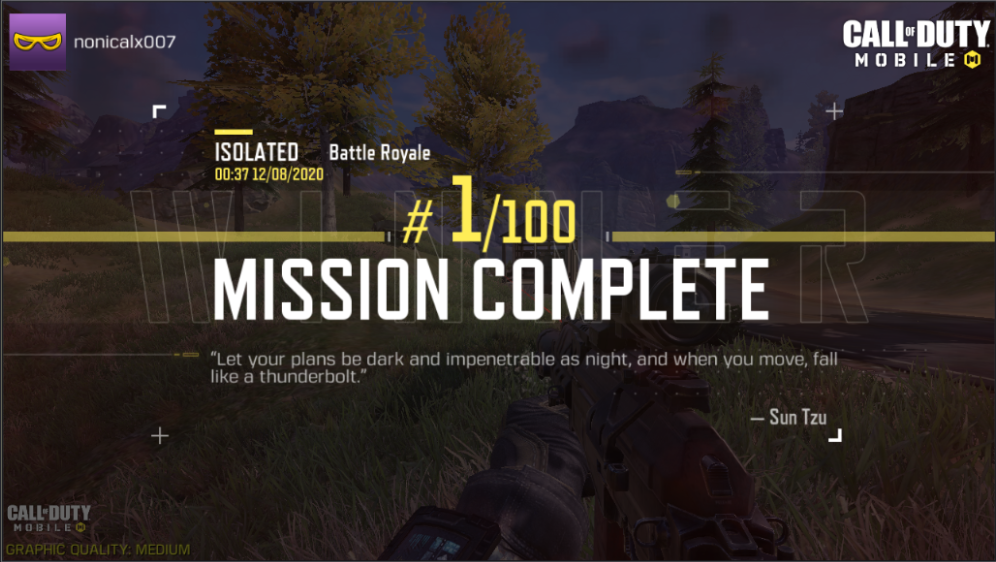 nonicalx007
CALL OF DUTY
MOBILE
ISOLATED Battle Royale
00:37 12/08/2020
WINNER
# 1/100
MISSION COMPLETE
“Let your plans be dark and impenetrable as night, and when you move, fall
like a thunderbolt.”
— Sun Tzu
CALL OF DUTY
MOBILE
GRAPHIC QUALITY: MEDIUM